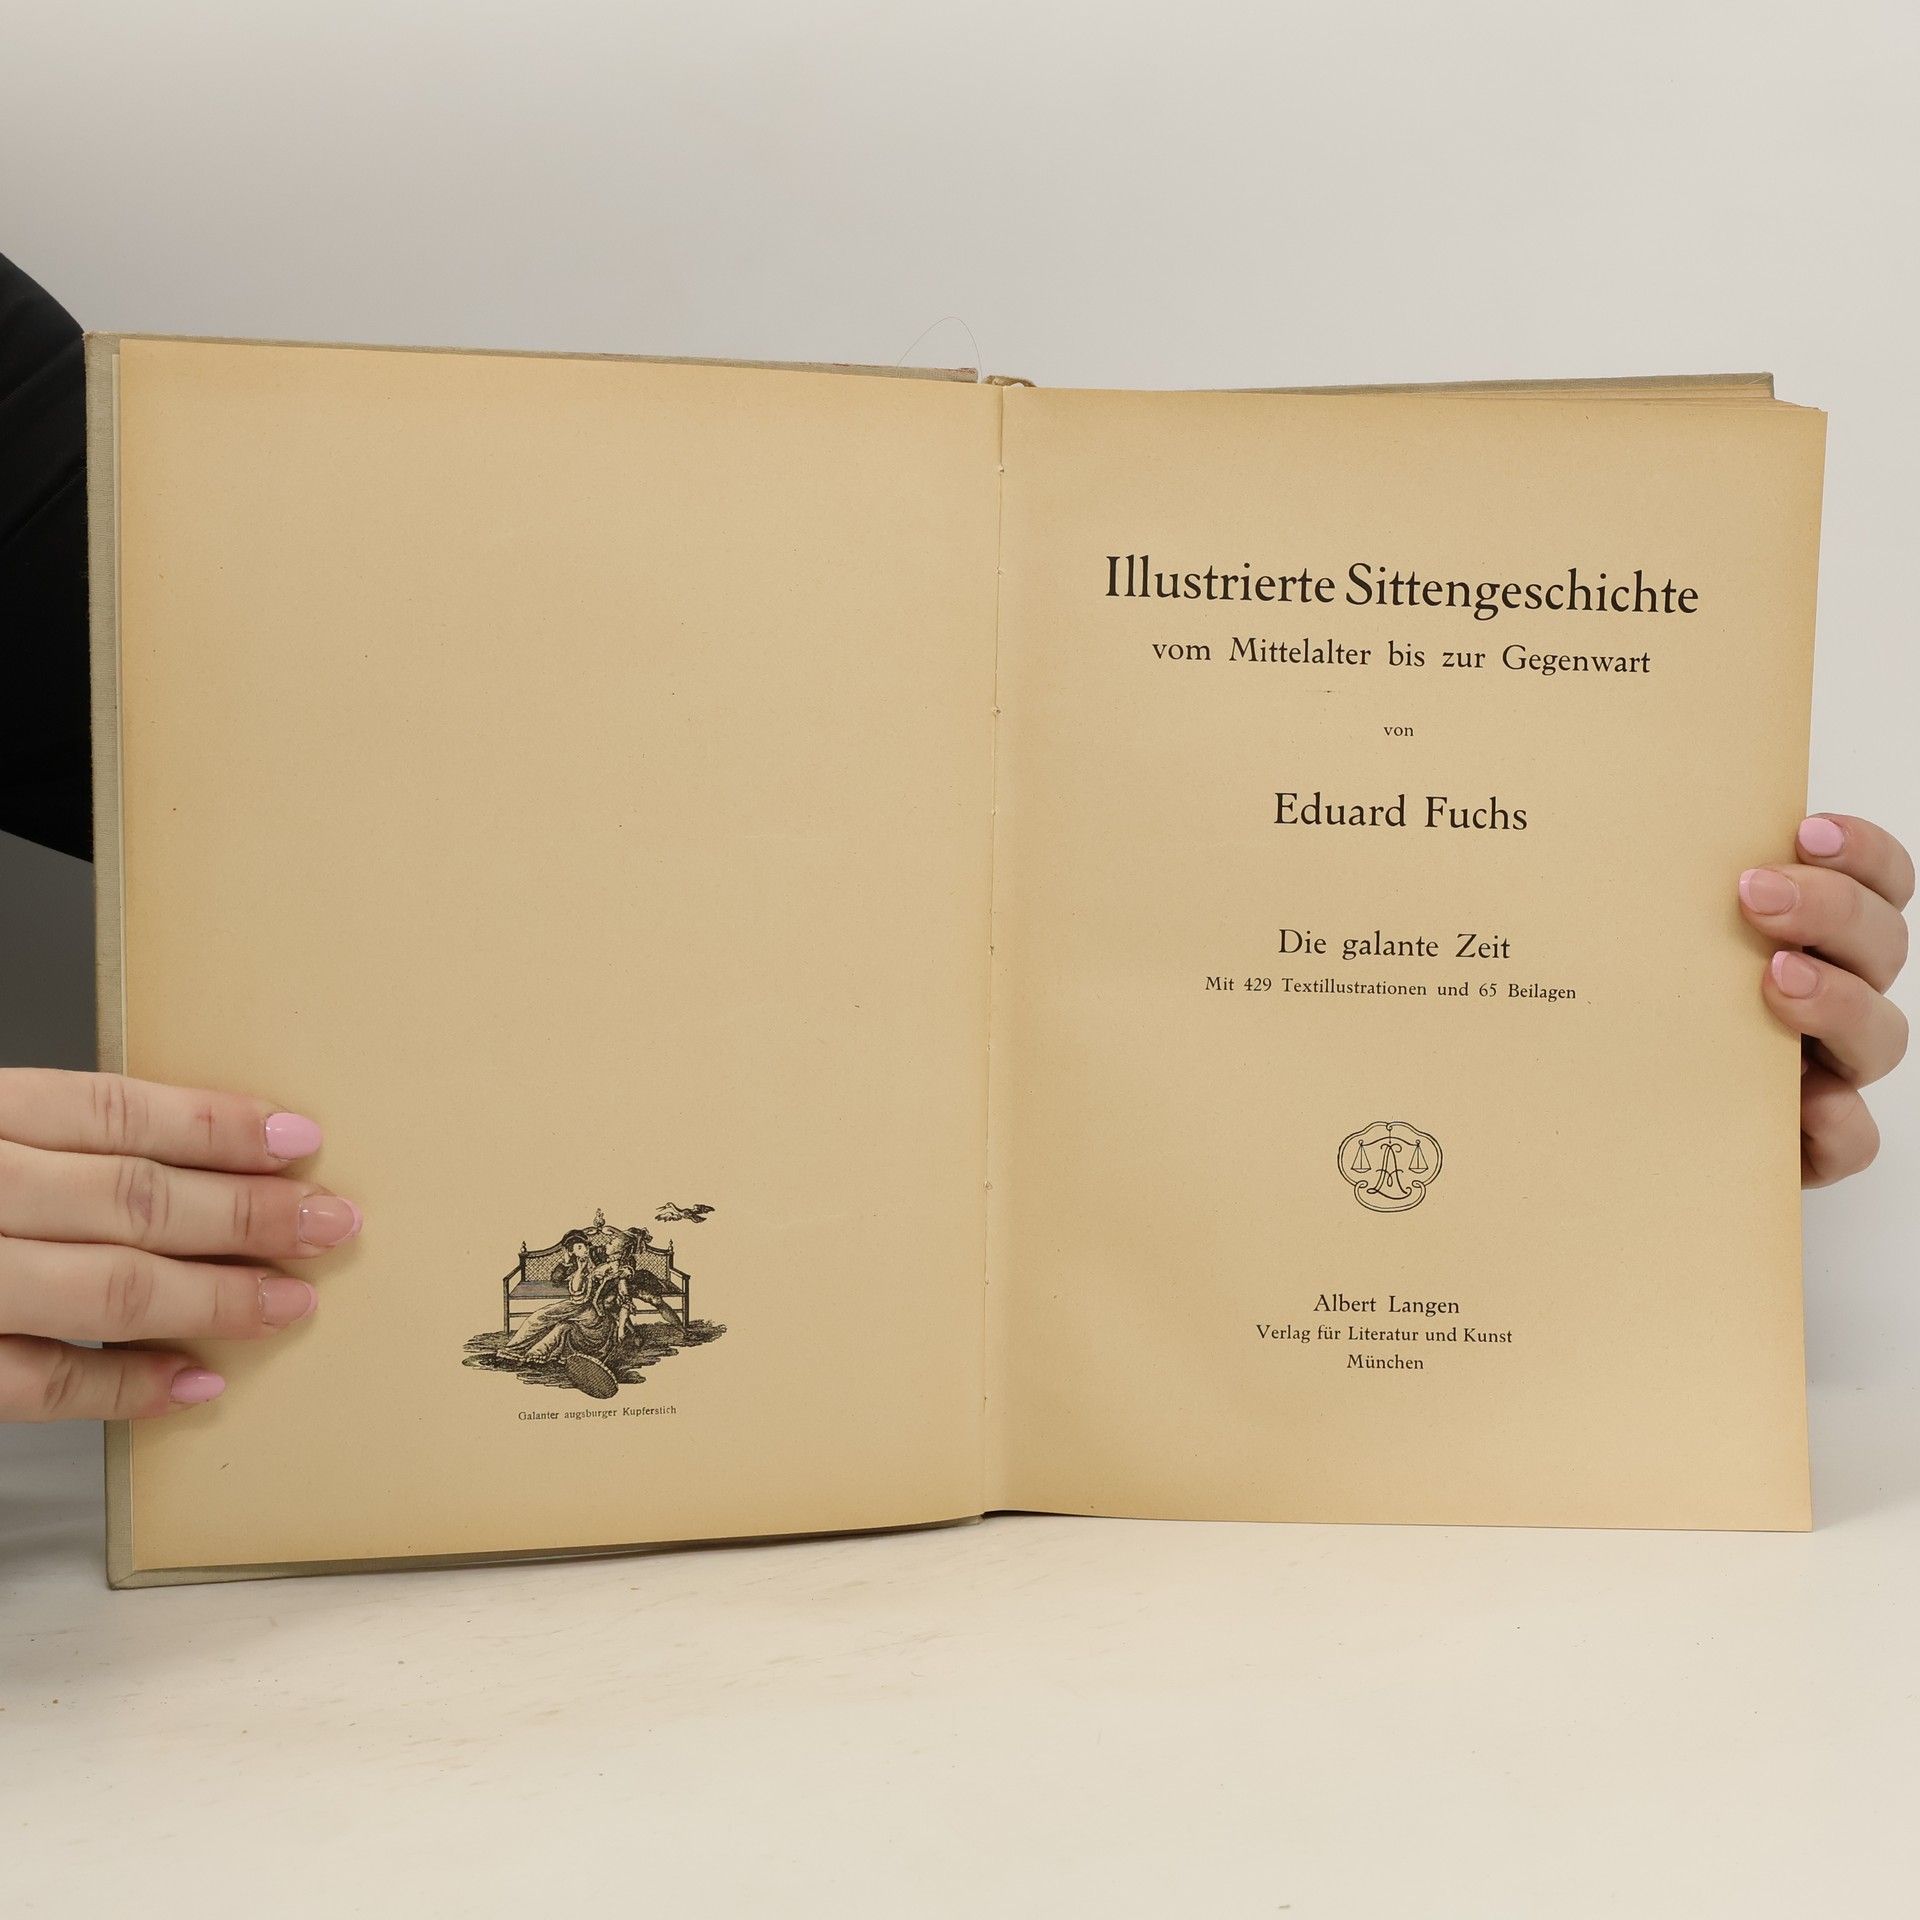 Galanter augsburger Kupferstich
Illustrierte Sittengeschichte
vom Mittelalter bis zur Gegenwart
von
Eduard Fuchs
Die galante Zeit
Mit 429 Textillustrationen und 65 Beilagen
Albert Langen
Verlag für Literatur und Kunst
München